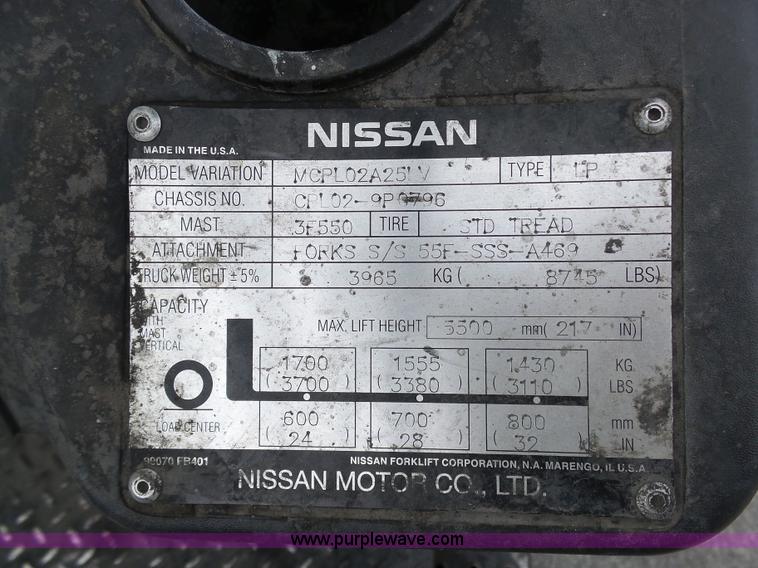 NISSAN
MADE IN THE U.S.A.
MODEL VARIATION MCPL02A25LV TYPE LP
CHASSIS NO. CPL02-9P0796
MAST. 3F550 TIRE STD TREAD
ATTACHMENT FORKS S/S 55F-SSS-A469
TRUCK WEIGHT ± 5% 3965 KG ( 8745 LBS)
CAPACITY
WITH
MAST
VERTICAL
MAX. LIFT HEIGHT 5500 mm ( 217 IN)
1700 1555 1430 KG
(3700) (3380) (3110) LBS
600 700 800 mm
LOAD CENTER (24) (28) (32) IN
99070 FB401 NISSAN FORKLIFT CORPORATION, N.A. MARENGO, IL U.S.A.
NISSAN MOTOR CO., LTD.
www.purplewave.com